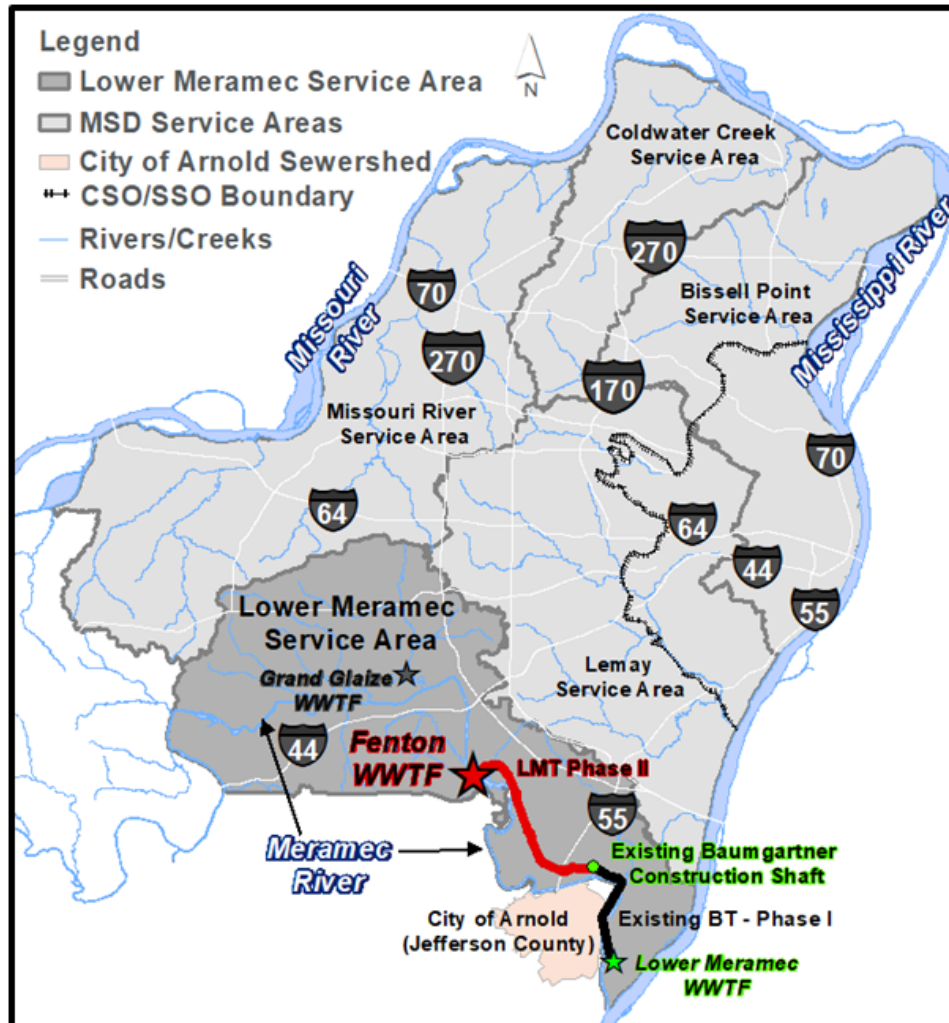 Legend
Lower Meramec Service Area
MSD Service Areas
City of Arnold Sewershed
CSO/SSO Boundary
Rivers/Creeks
Roads
N
Coldwater Creek
Service Area
270
Missouri
River
70
Bissell Point
Service Area
Mississippi River
270
170
Missouri River
Service Area
70
64
64
44
55
Lower Meramec
Service Area
Grand Glaize
WWTF
Lemay
Service Area
44
Fenton
WWTF
LMT Phase II
55
Meramec
River
Existing Baumgartner
Construction Shaft
City of Arnold
(Jefferson County)
Existing BT - Phase I
Lower Meramec
WWTF